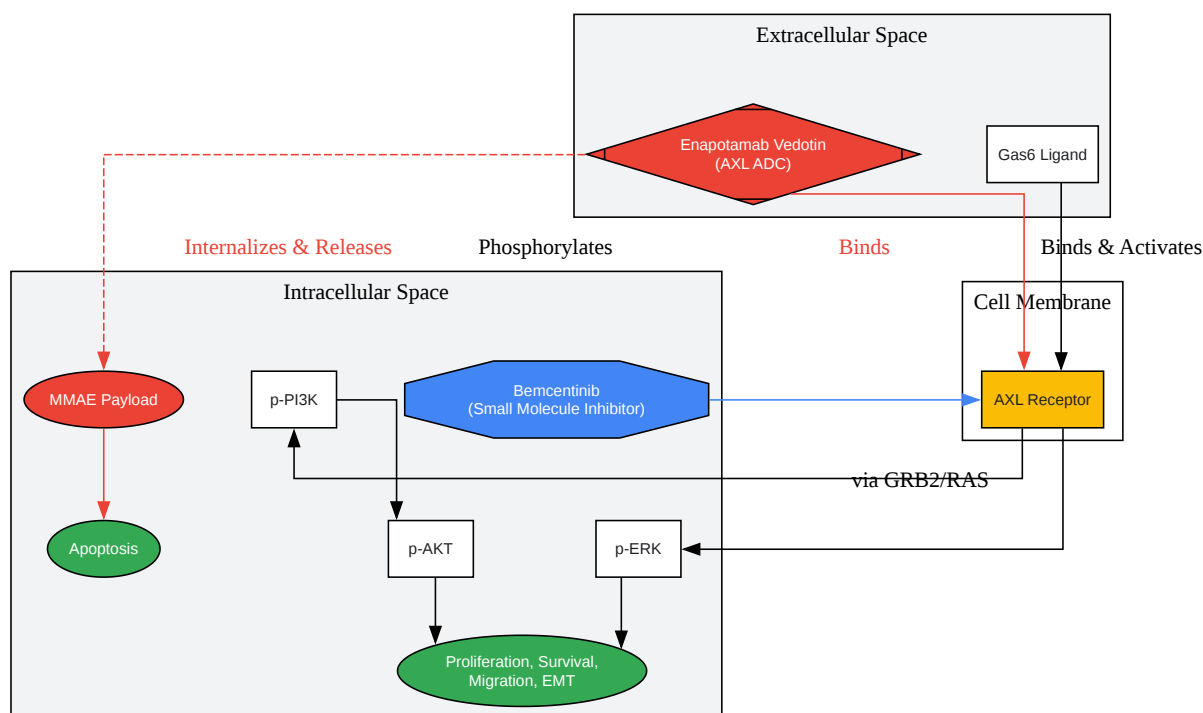 Extracellular Space
Enapotamab Vedotin
(AXL ADC)
Gas6 Ligand
Internalizes & Releases
Phosphorylates
Binds
Binds & Activates
Intracellular Space
Cell Membrane
MMAE Payload
p-PI3K
Bemcentinib
(Small Molecule Inhibitor)
AXL Receptor
via GRB2/RAS
Apoptosis
p-AKT
p-ERK
Proliferation, Survival,
Migration, EMT